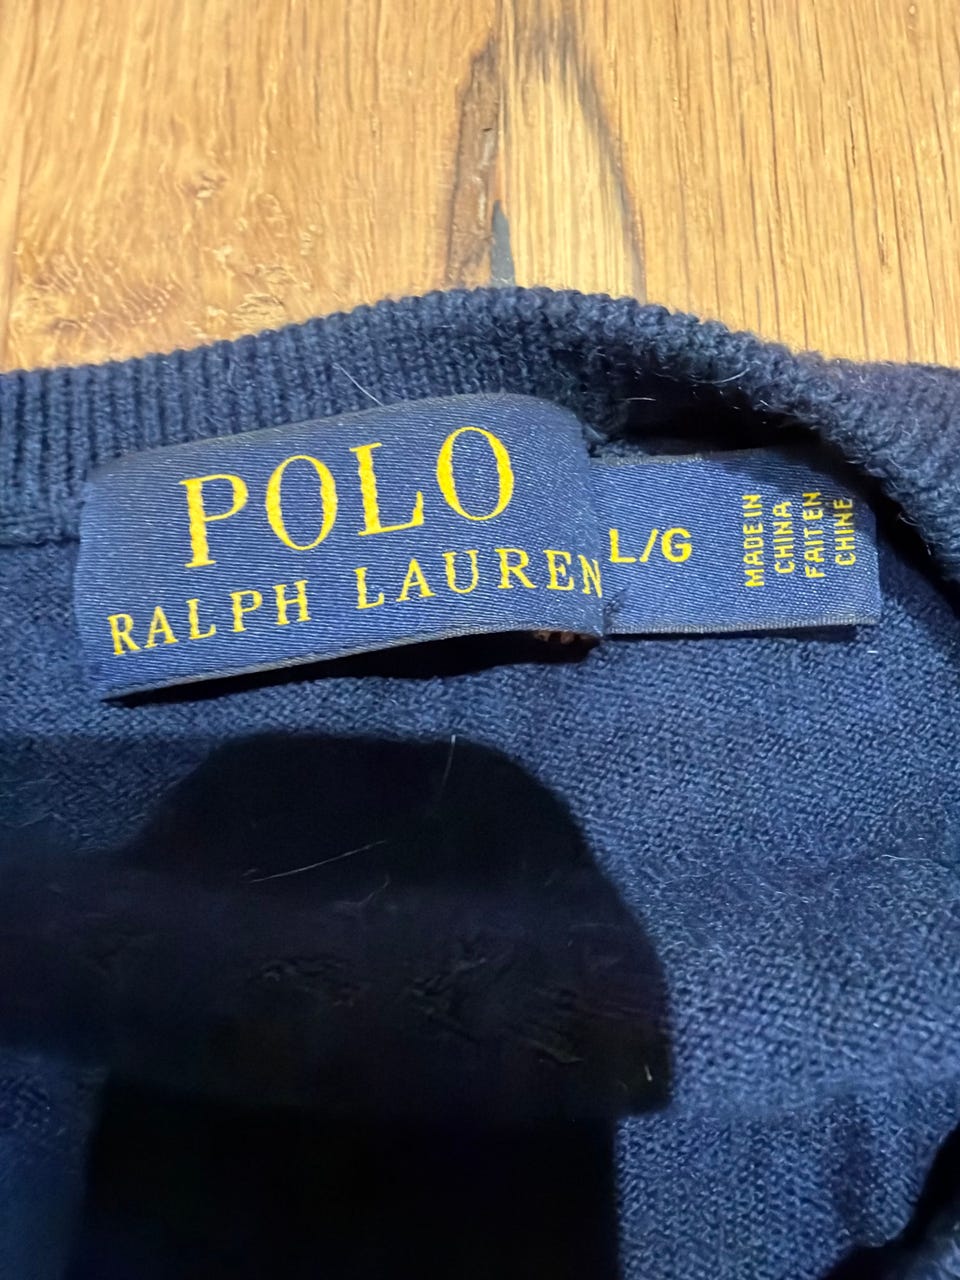 POLO
RALPH LAUREN
L/G
MADE IN
CHINA
FAIT EN
CHINE